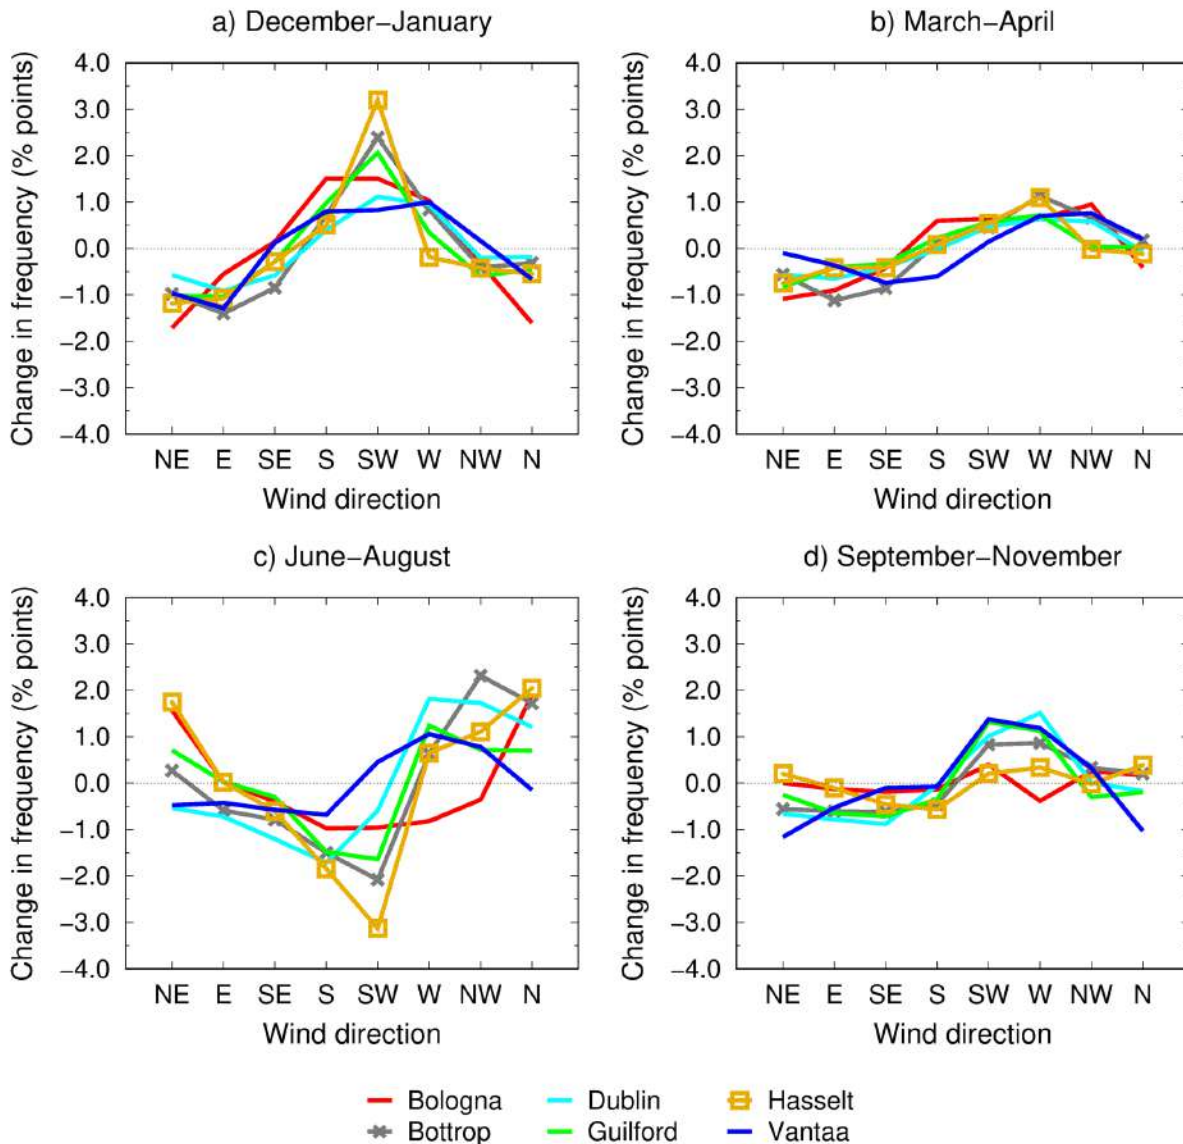 a) December−January
b) March−April
Change in frequency (% points)
4.0
3.0
2.0
1.0
0.0
−1.0
−2.0
−3.0
−4.0
NE E SE S SW W NW N
Wind direction
Change in frequency (% points)
4.0
3.0
2.0
1.0
0.0
−1.0
−2.0
−3.0
−4.0
NE E SE S SW W NW N
Wind direction
c) June−August
d) September−November
Change in frequency (% points)
4.0
3.0
2.0
1.0
0.0
−1.0
−2.0
−3.0
−4.0
NE E SE S SW W NW N
Wind direction
Change in frequency (% points)
4.0
3.0
2.0
1.0
0.0
−1.0
−2.0
−3.0
−4.0
NE E SE S SW W NW N
Wind direction
Bologna Dublin Hasselt
Bottrop Guilford Vantaa